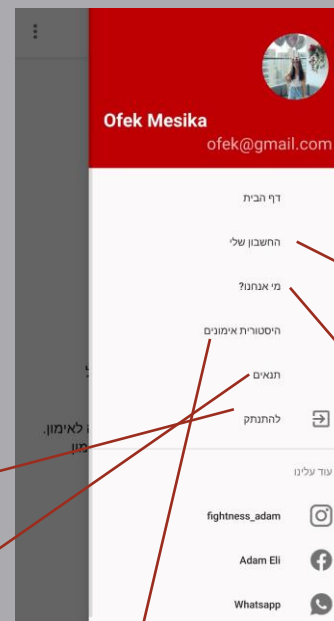 Ofek Mesika
ofek@gmail.com
דף הבית
החשבון שלי
מי אנחנו?
היסטורית אימונים
תנאים
להתנתק
לאימון.
עוד עלינו
fightness_adam
Adam Eli
Whatsapp